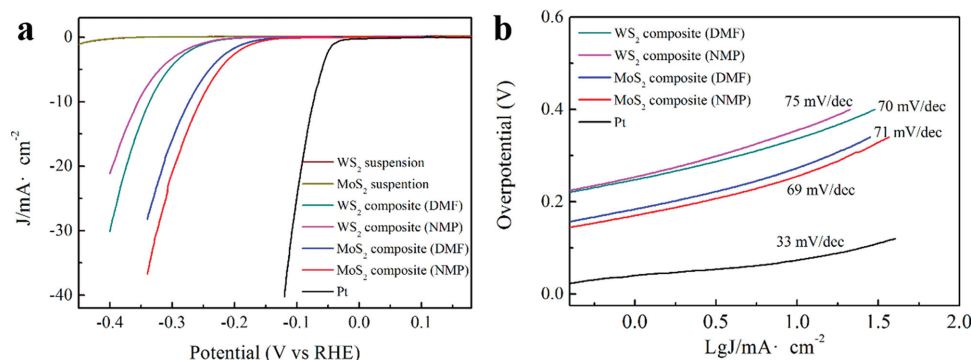 a
0
-10
-20
-30
-40
J/mA· cm-2
-0.4
-0.3
-0.2
-0.1
0.0
0.1
Potential (V vs RHE)
WS2 suspension
MoS2 suspention
WS2 composite (DMF)
WS2 composite (NMP)
MoS2 composite (DMF)
MoS2 composite (NMP)
Pt
b
0.6
0.4
0.2
0.0
Overpotential (V)
0.0
0.5
1.0
1.5
2.0
LgJ/mA· cm-2
WS2 composite (DMF)
WS2 composite (NMP)
MoS2 composite (DMF)
MoS2 composite (NMP)
Pt
75 mV/dec
70 mV/dec
71 mV/dec
69 mV/dec
33 mV/dec